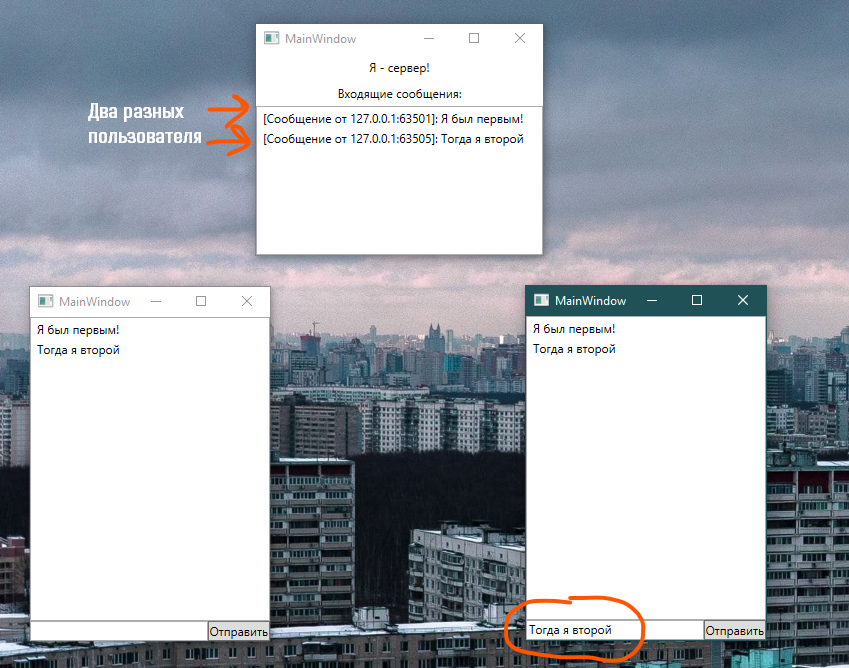 MainWindow
Я - сервер!
Входящие сообщения:
[Сообщение от 127.0.0.1:63501]: Я был первым!
[Сообщение от 127.0.0.1:63505]: Тогда я второй
Два разных
пользователя
MainWindow
Я был первым!
Тогда я второй
Отправить
MainWindow
Я был первым!
Тогда я второй
Тогда я второй
Отправить